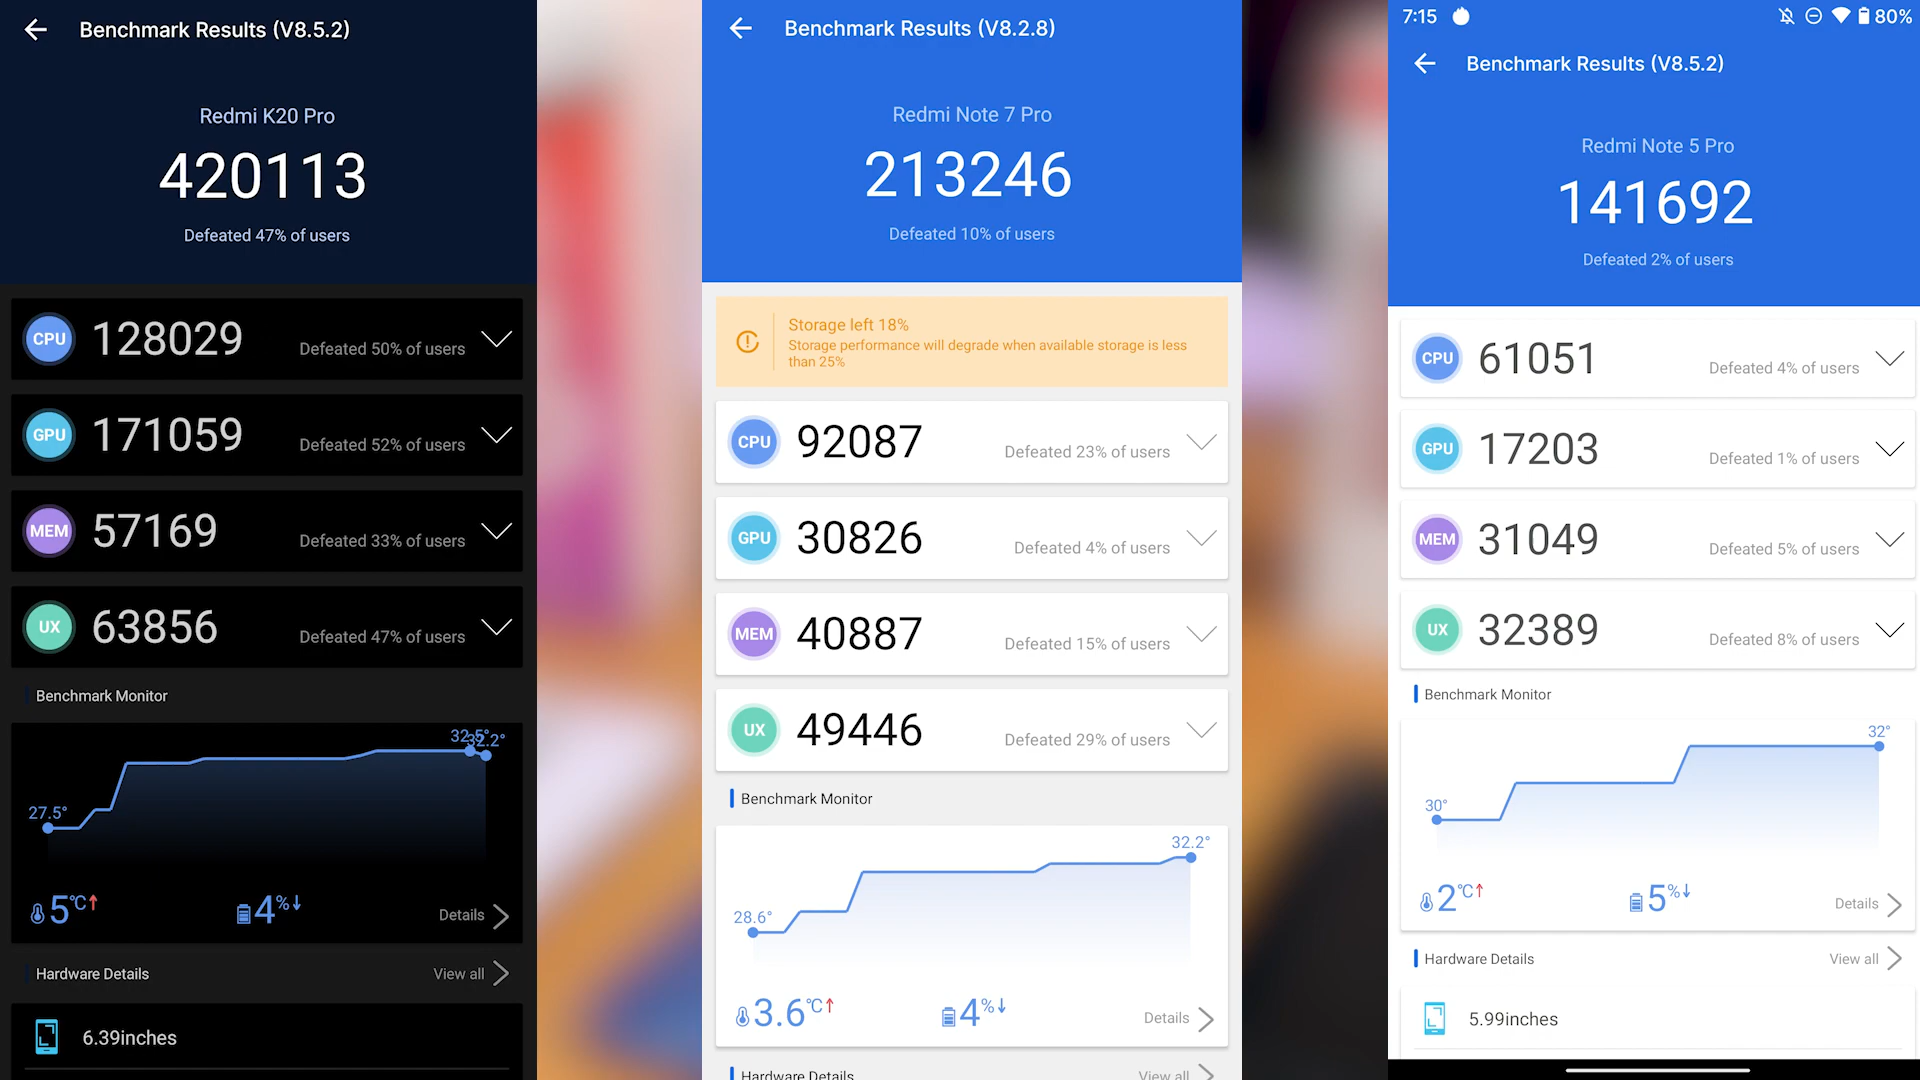 Benchmark Results (V8.5.2)
Redmi K20 Pro
420113
Defeated 47% of users
CPU 128029 Defeated 50% of users
GPU 171059 Defeated 52% of users
MEM 57169 Defeated 33% of users
UX 63856 Defeated 47% of users
Benchmark Monitor
32.5° 32.2°
27.5°
5°C↑ 4%↓ Details
Hardware Details View all
6.39inches
Benchmark Results (V8.2.8)
Redmi Note 7 Pro
213246
Defeated 10% of users
Storage left 18%
Storage performance will degrade when available storage is less
than 25%
CPU 92087 Defeated 23% of users
GPU 30826 Defeated 4% of users
MEM 40887 Defeated 15% of users
UX 49446 Defeated 29% of users
Benchmark Monitor
32.2°
28.6°
3.6°C↑ 4%↓ Details
Hardware Details View all
7:15 80%
Benchmark Results (V8.5.2)
Redmi Note 5 Pro
141692
Defeated 2% of users
CPU 61051 Defeated 4% of users
GPU 17203 Defeated 1% of users
MEM 31049 Defeated 5% of users
UX 32389 Defeated 8% of users
Benchmark Monitor
32°
30°
2°C↑ 5%↓ Details
Hardware Details View all
5.99inches